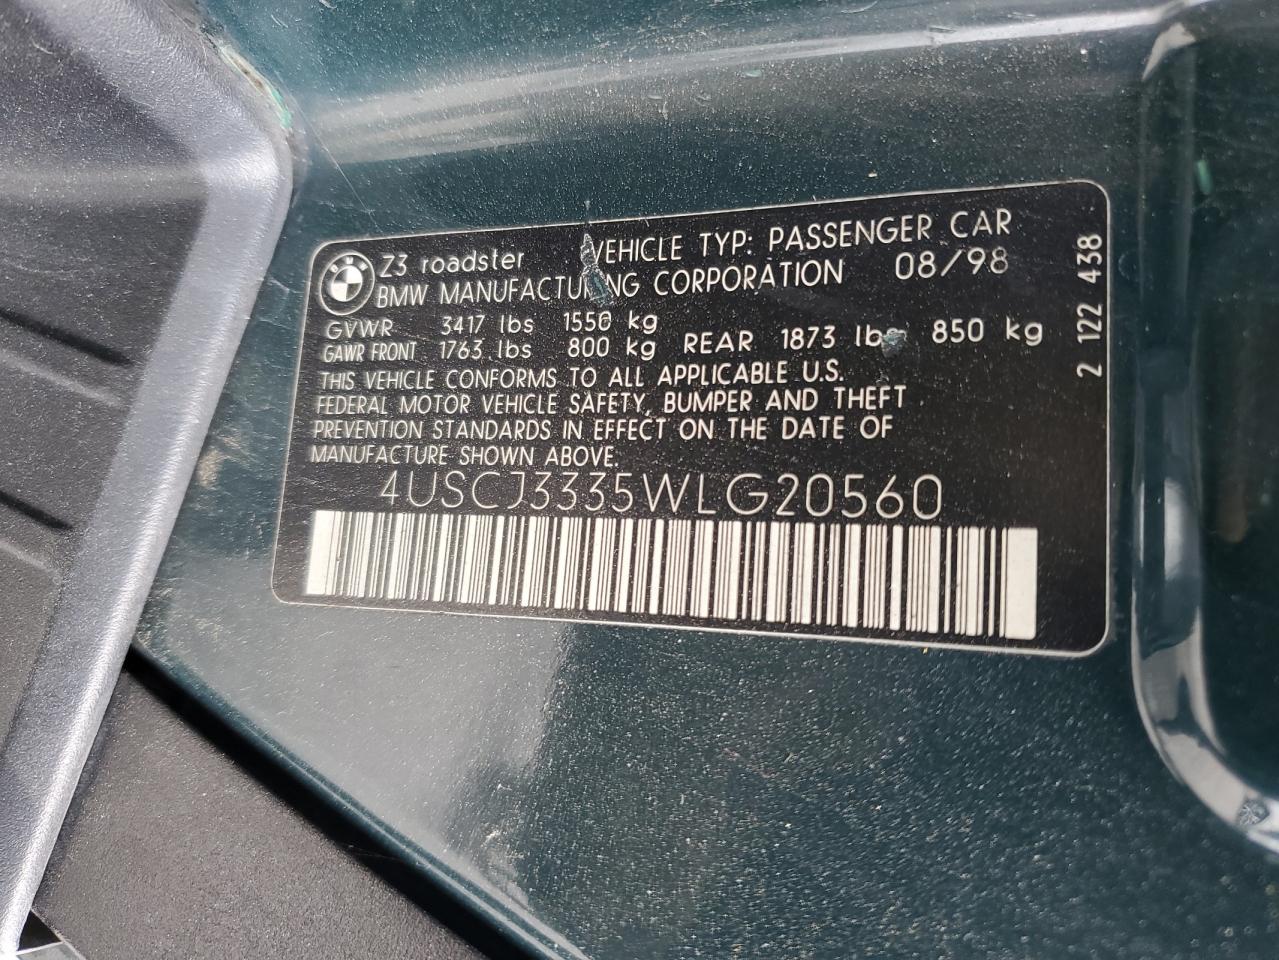 Z3 roadster VEHICLE TYP: PASSENGER CAR
BMW MANUFACTURING CORPORATION 08/98
GVWR 3417 lbs 1550 kg
GAWR FRONT 1763 lbs 800 kg REAR 1873 lbs 850 kg
THIS VEHICLE CONFORMS TO ALL APPLICABLE U.S.
FEDERAL MOTOR VEHICLE SAFETY, BUMPER AND THEFT
PREVENTION STANDARDS IN EFFECT ON THE DATE OF
MANUFACTURE SHOWN ABOVE.
4USCJ3335WLG20560
2 122 438